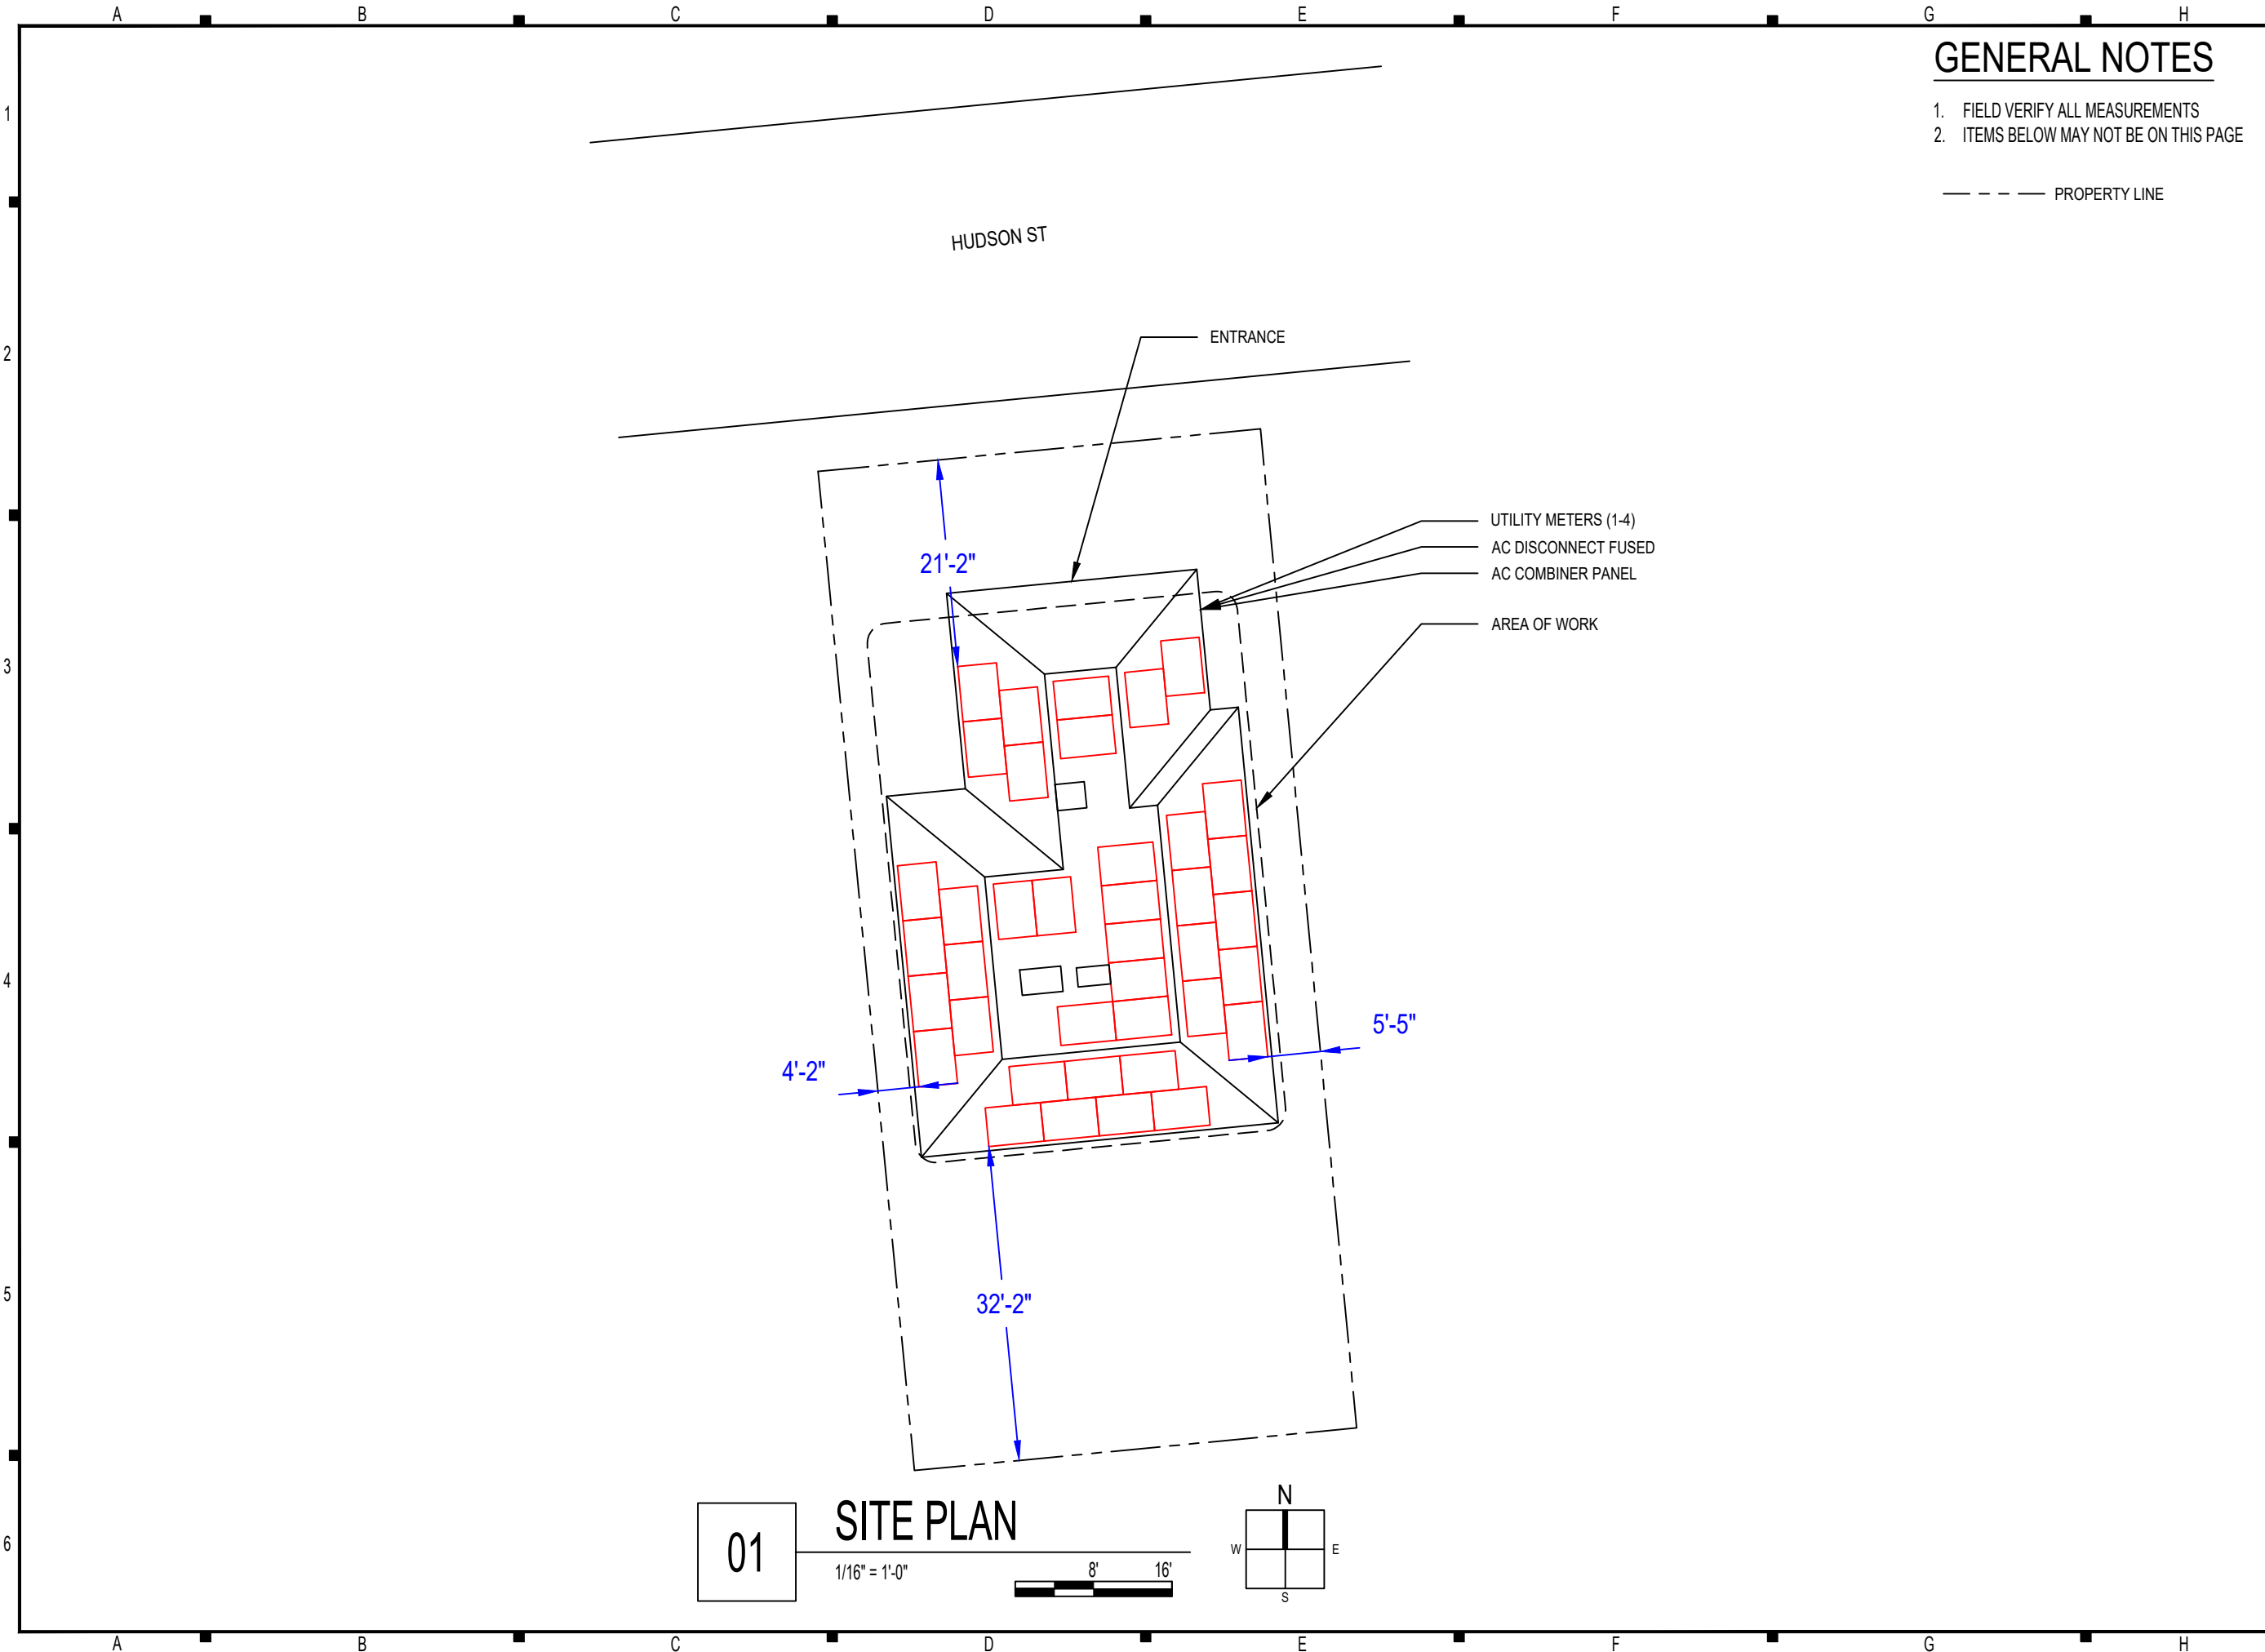 A B C D E F G H
GENERAL NOTES
1. FIELD VERIFY ALL MEASUREMENTS
2. ITEMS BELOW MAY NOT BE ON THIS PAGE
PROPERTY LINE
1
HUDSON ST
2
ENTRANCE
UTILITY METERS (1-4)
AC DISCONNECT FUSED
AC COMBINER PANEL
AREA OF WORK
21'-2"
3
4
5'-5"
4'-2"
5
32'-2"
6
01
SITE PLAN
1/16" = 1'-0"
8' 16'
N
W E
S
A B C D E F G H